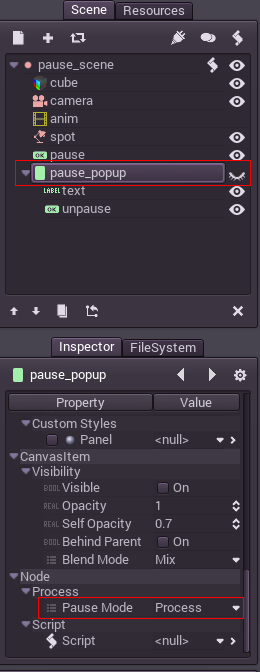 Scene Resources
pause_scene
cube
camera
anim
spot
OK pause
pause_popup
LABEL text
OK unpause
Inspector FileSystem
pause_popup
Property Value
Custom Styles
Panel <null>
CanvasItem
Visibility
BOOL Visible On
REAL Opacity 1
REAL Self Opacity 0.7
BOOL Behind Parent On
Blend Mode Mix
Node
Process
Pause Mode Process
Script
Script <null>